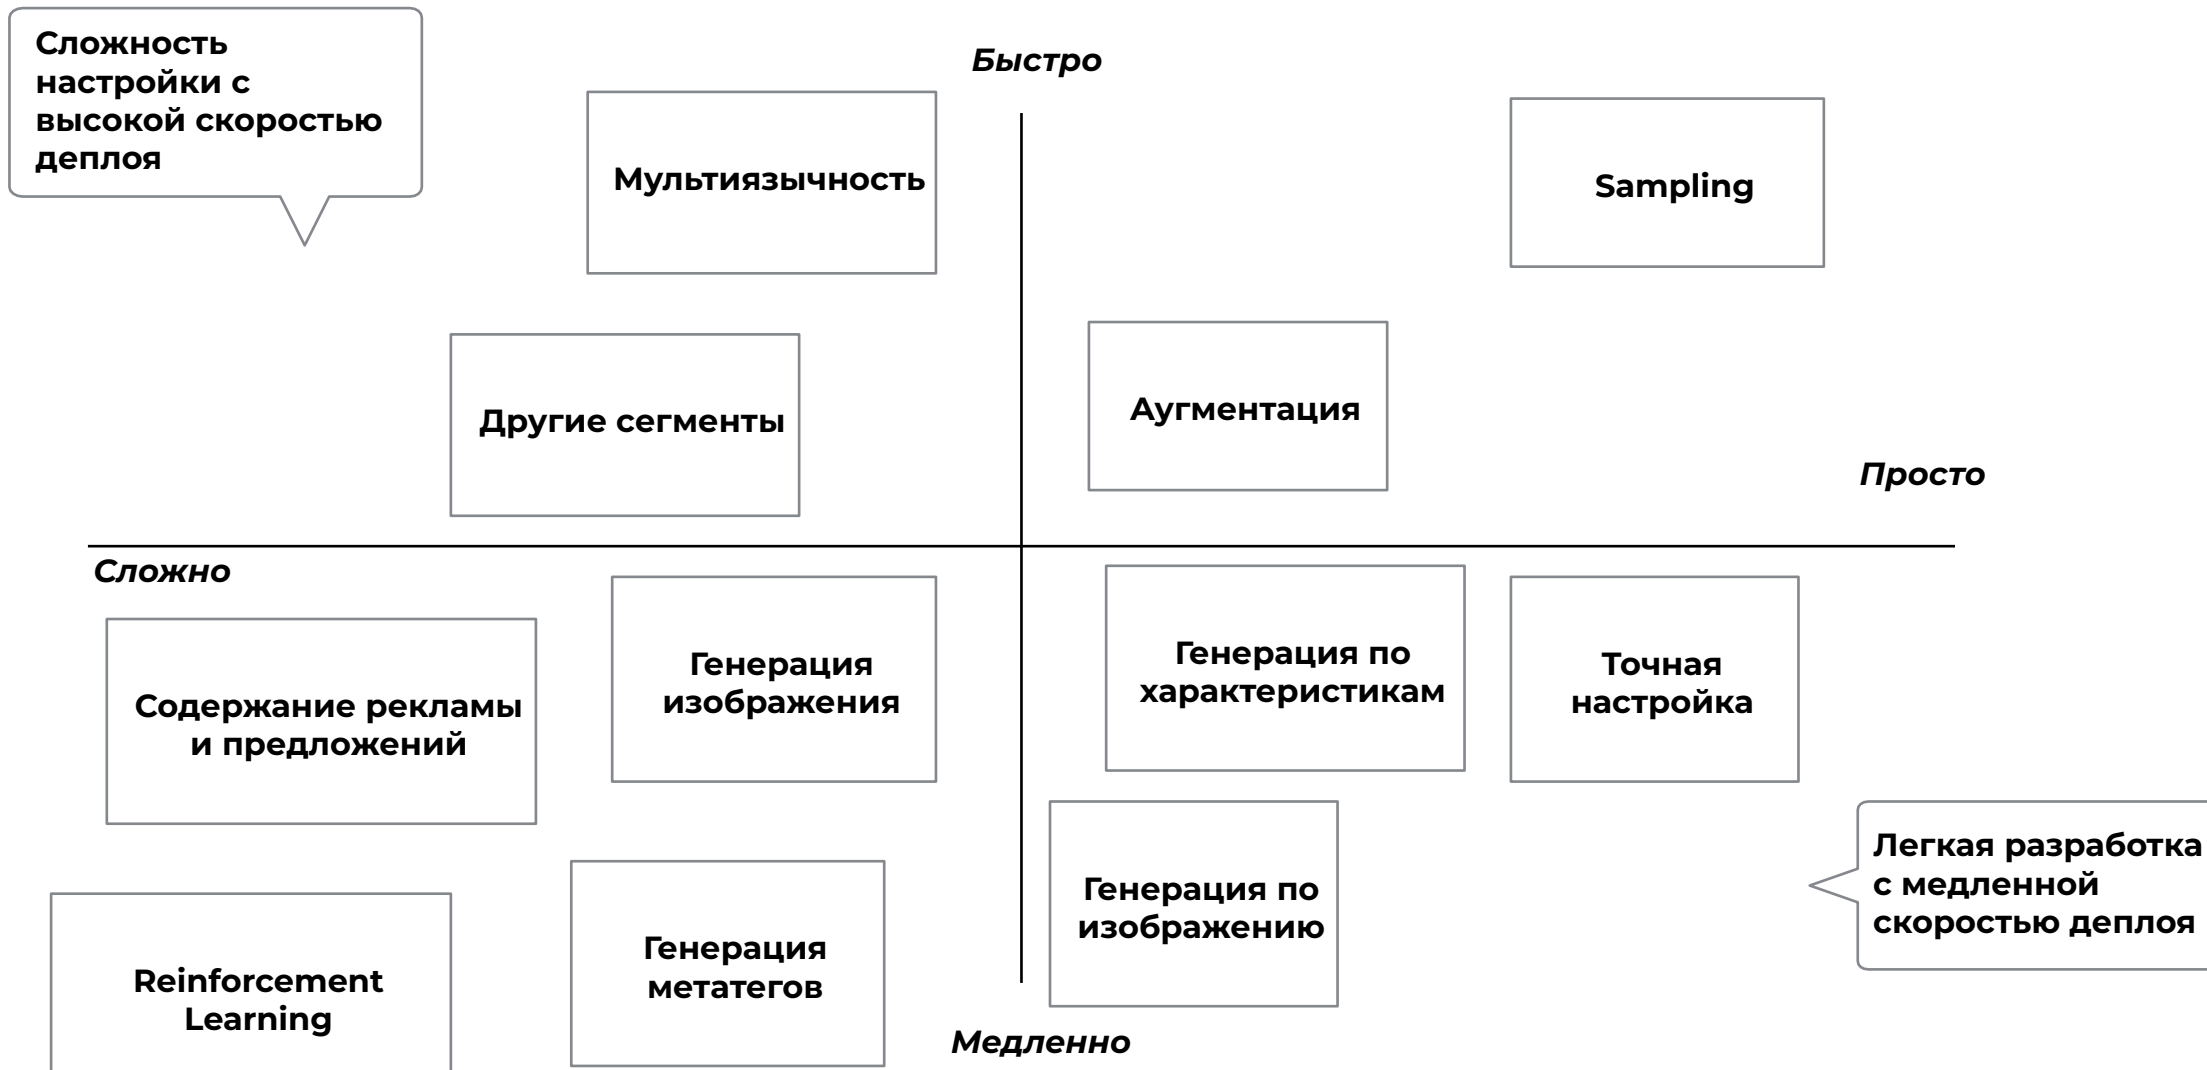 Сложность
настройки с
высокой скоростью
деплоя
Быстро
Мультиязычность
Sampling
Другие сегменты
Аугментация
Просто
Сложно
Содержание рекламы
и предложений
Генерация
изображения
Генерация по
характеристикам
Точная
настройка
Reinforcement
Learning
Генерация
метатегов
Генерация по
изображению
Легкая разработка
с медленной
скоростью деплоя
Медленно